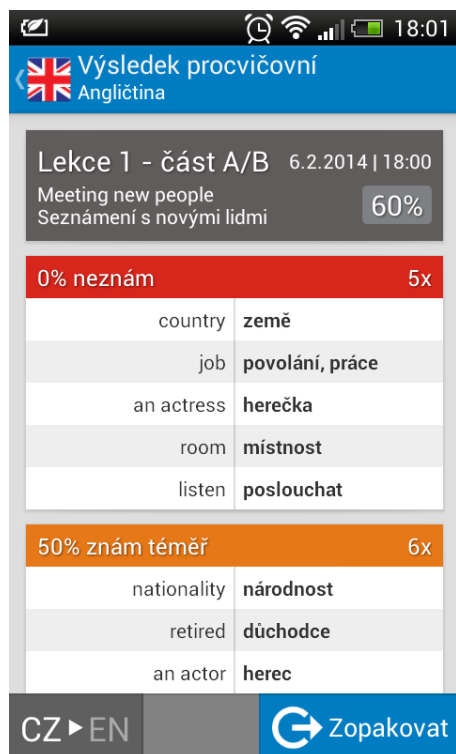 18:01
Výsledek procvičovní
Angličtina
Lekce 1 - část A/B 6.2.2014 | 18:00
Meeting new people
Seznámení s novými lidmi
60%
0% neznám 5x
country země
job povolání, práce
an actress herečka
room místnost
listen poslouchat
50% znám téměř 6x
nationality národnost
retired důchodce
an actor herec
CZ ▸ EN Zopakovat